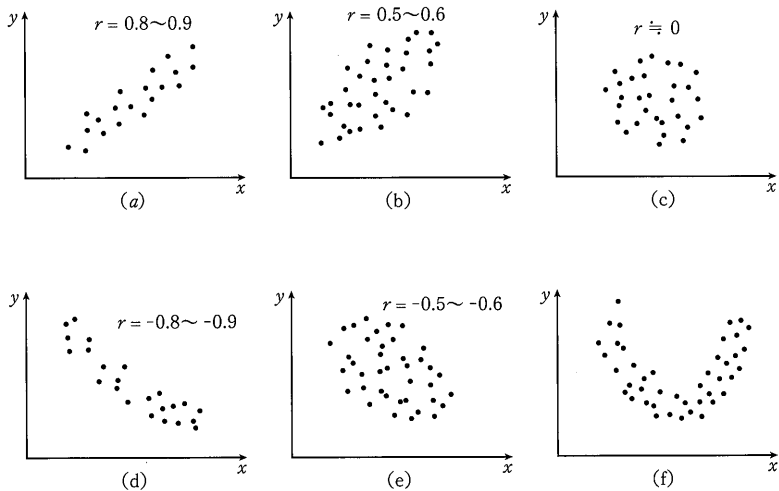 y
r = 0.8～0.9
x
(a)
y
r = 0.5～0.6
x
(b)
y
r ≒ 0
x
(c)
y
r = -0.8～ -0.9
x
(d)
y
r = -0.5～ -0.6
x
(e)
y
x
(f)